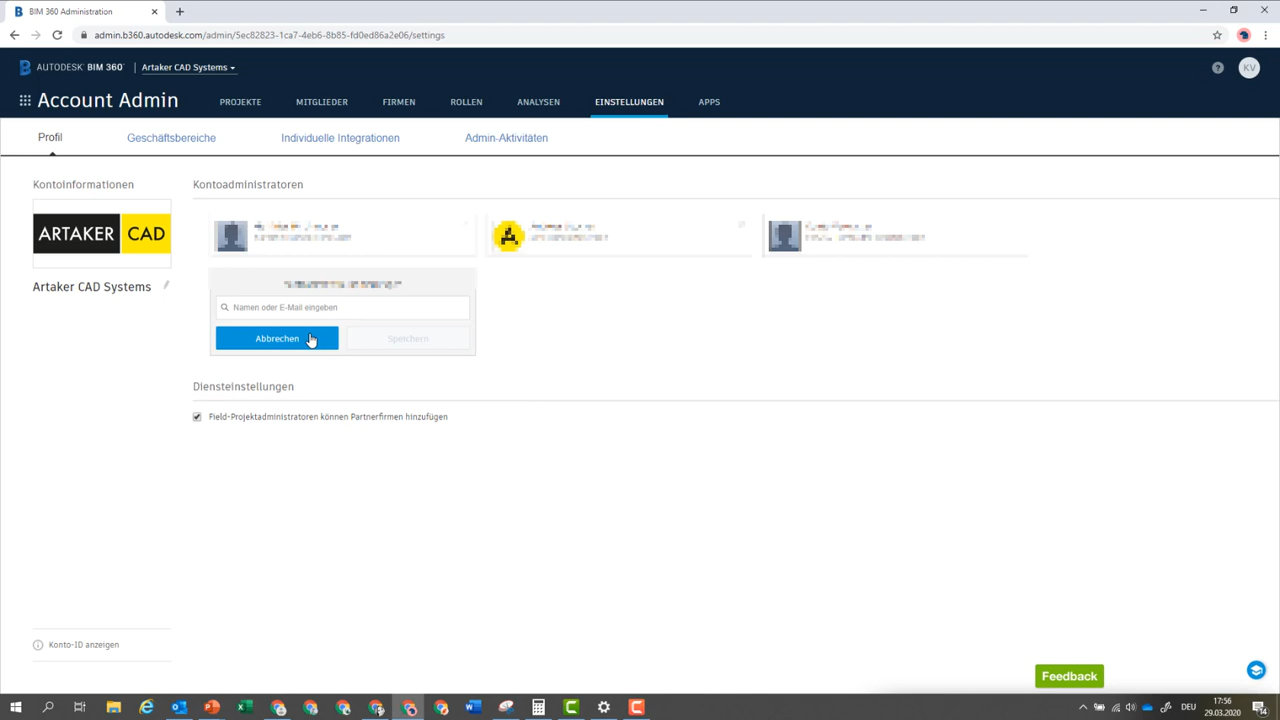 BIM 360 Administration
admin.b360.autodesk.com/admin/5ec82823-1ca7-4eb6-8b85-fd0ed86a2e06/settings
AUTODESK BIM 360 Artaker CAD Systems
KV
Account Admin PROJEKTE MITGLIEDER FIRMEN ROLLEN ANALYSEN EINSTELLUNGEN APPS
Profil Geschäftsbereiche Individuelle Integrationen Admin-Aktivitäten
Kontoinformationen
ARTAKER CAD
Artaker CAD Systems
Kontoadministratoren
Namen oder E-Mail eingeben
Abbrechen Speichern
Diensteinstellungen
Field-Projektadministratoren können Partnerfirmen hinzufügen
Konto-ID anzeigen
Feedback
DEU
17:56
29.03.2020
14